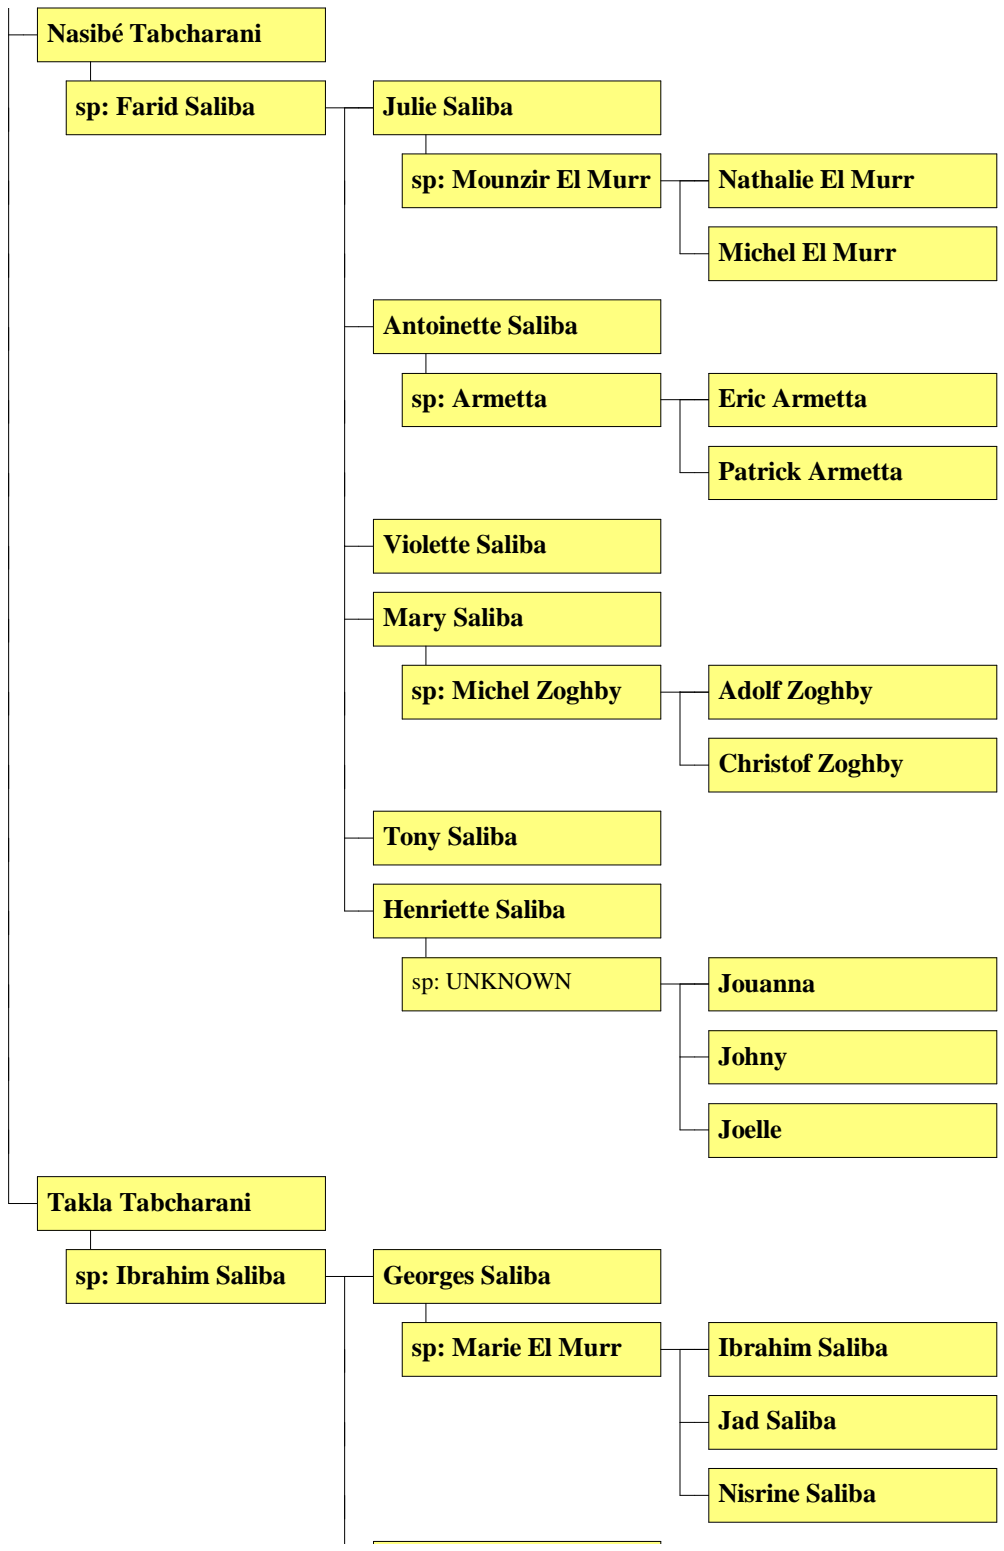 Nasibé Tabcharani
sp: Farid Saliba
Julie Saliba
sp: Mounzir El Murr
Nathalie El Murr
Michel El Murr
Antoinette Saliba
sp: Armetta
Eric Armetta
Patrick Armetta
Violette Saliba
Mary Saliba
sp: Michel Zoghby
Adolf Zoghby
Christof Zoghby
Tony Saliba
Henriette Saliba
sp: UNKNOWN
Jouanna
Johny
Joelle
Takla Tabcharani
sp: Ibrahim Saliba
Georges Saliba
sp: Marie El Murr
Ibrahim Saliba
Jad Saliba
Nisrine Saliba